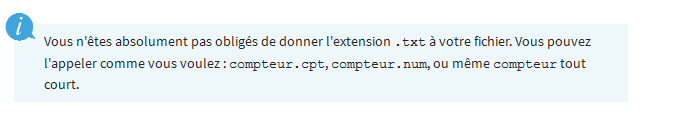 Vous n'êtes absolument pas obligés de donner l'extension .txt à votre fichier. Vous pouvez
l'appeler comme vous voulez : compteur.cpt, compteur.num, ou même compteur tout
court.